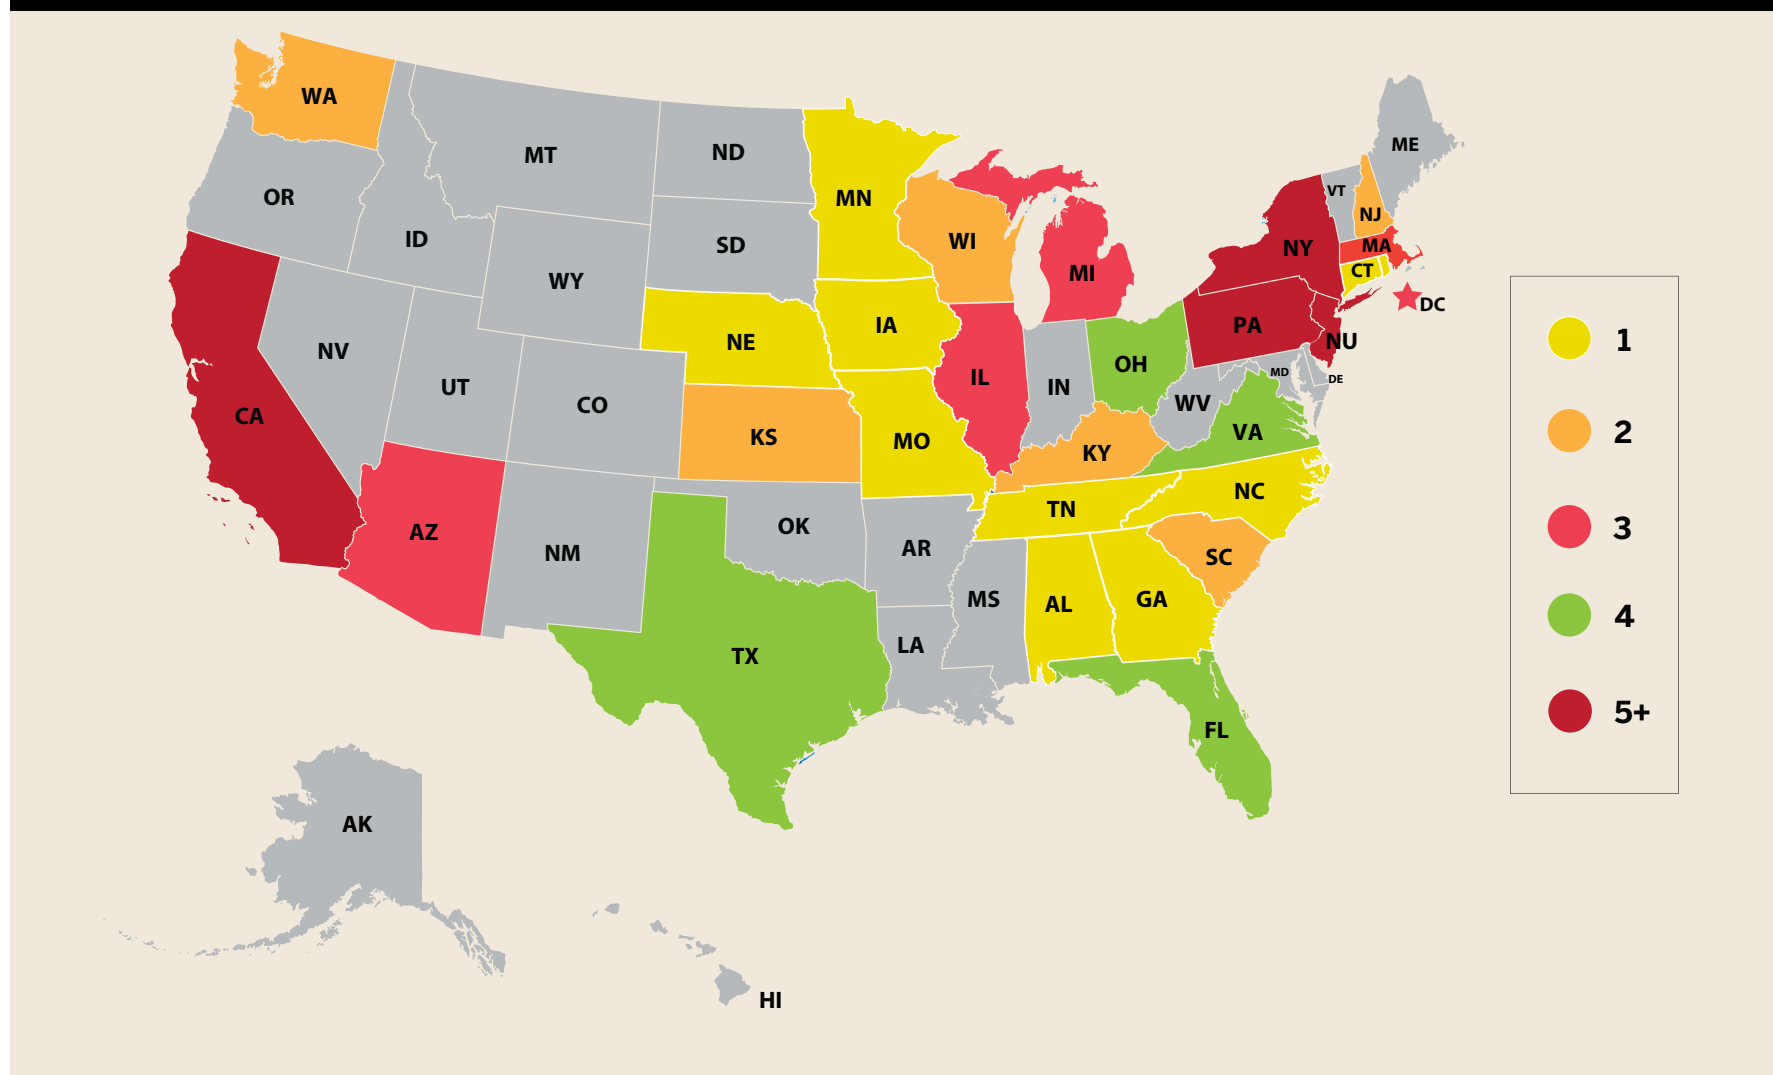 WA
MT
ND
MN
ME
OR
ID
SD
WI
VT
NJ
NY
MA
CT
MI
WY
DC
NE
IA
PA
NU
NV
UT
CO
IL
IN
OH
MD
DE
WV
CA
KS
MO
KY
VA
AZ
NM
OK
AR
TN
NC
SC
MS
AL
GA
LA
TX
FL
AK
HI
1
2
3
4
5+